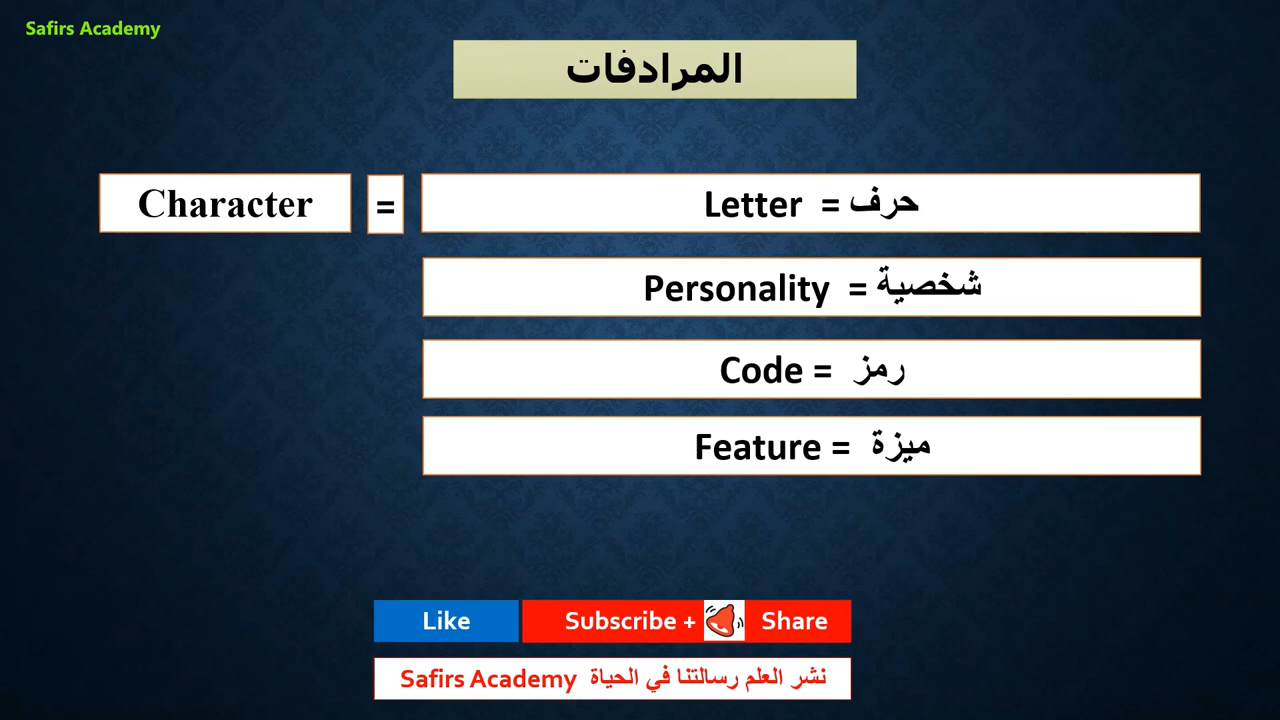 Safirs Academy
المرادفات
Character = Letter = حرف
Personality = شخصية
Code = رمز
Feature = ميزة
Like Subscribe + Share
Safirs Academy نشر العلم رسالتنا في الحياة